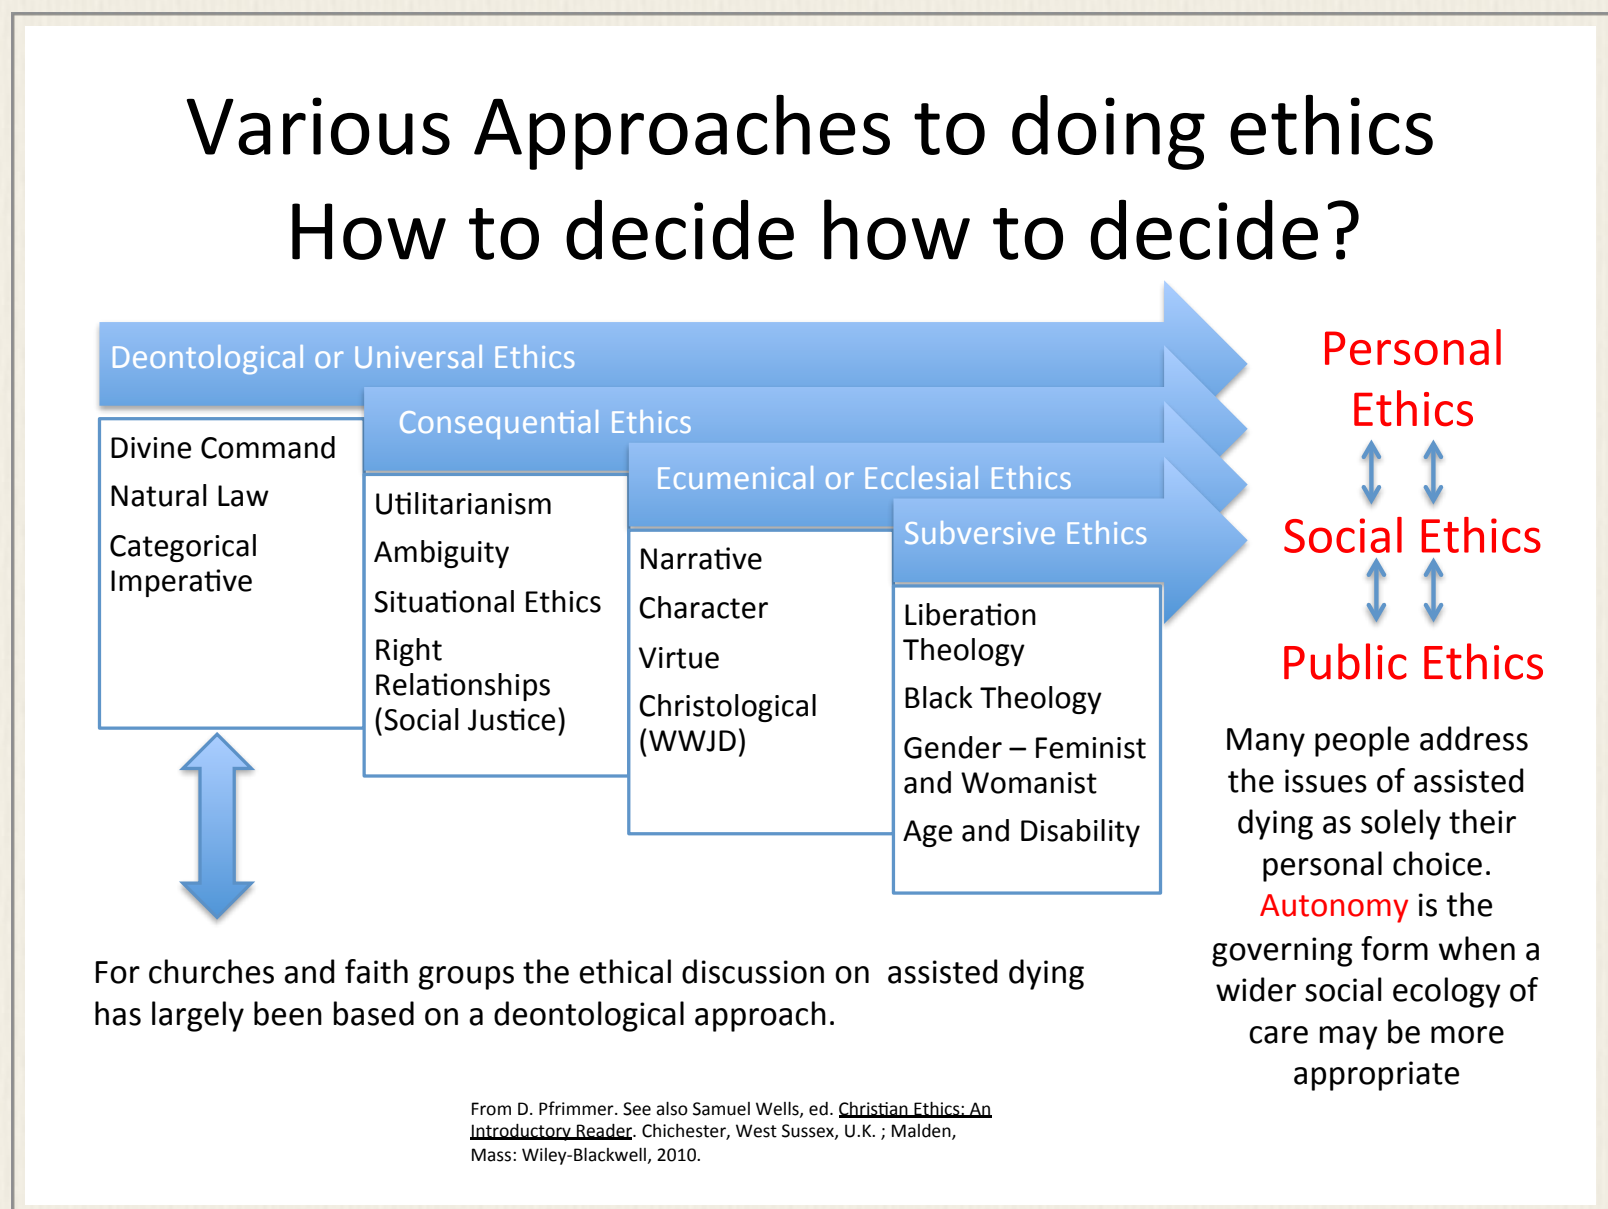 Various Approaches to doing ethics
How to decide how to decide?
Deontological or Universal Ethics
Divine Command
Natural Law
Categorical
Imperative
Consequential Ethics
Utilitarianism
Ambiguity
Situational Ethics
Right
Relationships
(Social Justice)
Ecumenical or Ecclesial Ethics
Narrative
Character
Virtue
Christological
(WWJD)
Subversive Ethics
Liberation
Theology
Black Theology
Gender – Feminist
and Womanist
Age and Disability
Personal
Ethics
Social Ethics
Public Ethics
Many people address
the issues of assisted
dying as solely their
personal choice.
Autonomy is the
governing form when a
wider social ecology of
care may be more
appropriate
For churches and faith groups the ethical discussion on  assisted dying
has largely been based on a deontological approach.
From D. Pfrimmer. See also Samuel Wells, ed. Christian Ethics: An
Introductory Reader. Chichester, West Sussex, U.K. ; Malden,
Mass: Wiley-Blackwell, 2010.